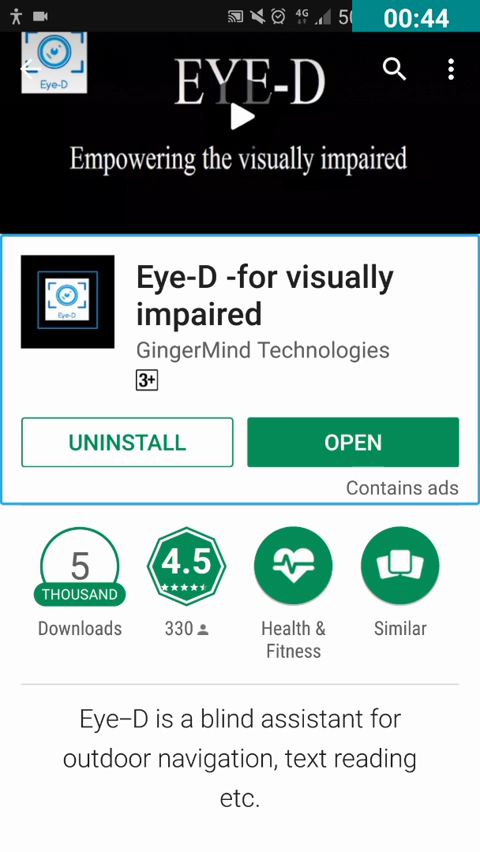 4G 50 00:44
Eye-D
EYE-D
Empowering the visually impaired
Eye-D
Eye-D -for visually
impaired
GingerMind Technologies
3+
UNINSTALL
OPEN
Contains ads
5
THOUSAND
4.5
Downloads
330
Health &
Fitness
Similar
Eye-D is a blind assistant for
outdoor navigation, text reading
etc.